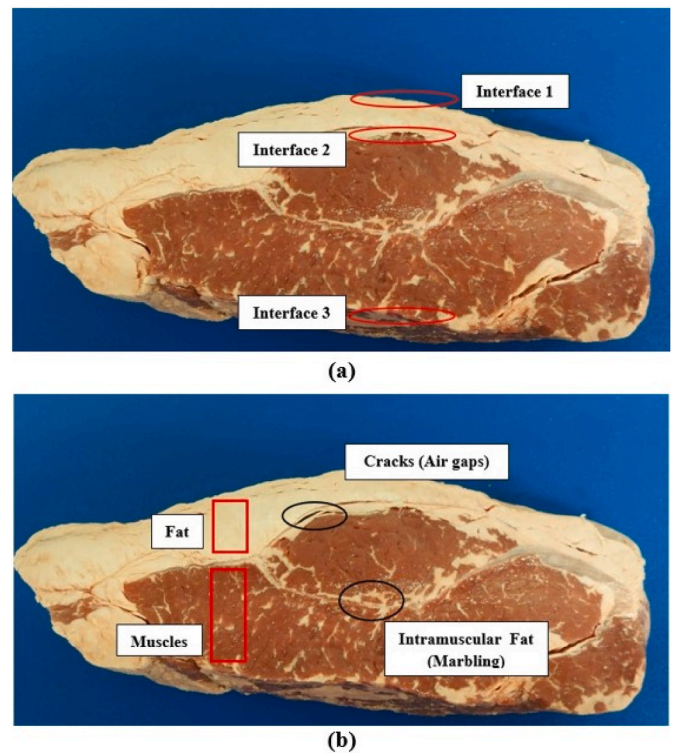 Interface 1
Interface 2
Interface 3
(a)
Cracks (Air gaps)
Fat
Muscles
Intramuscular Fat
(Marbling)
(b)